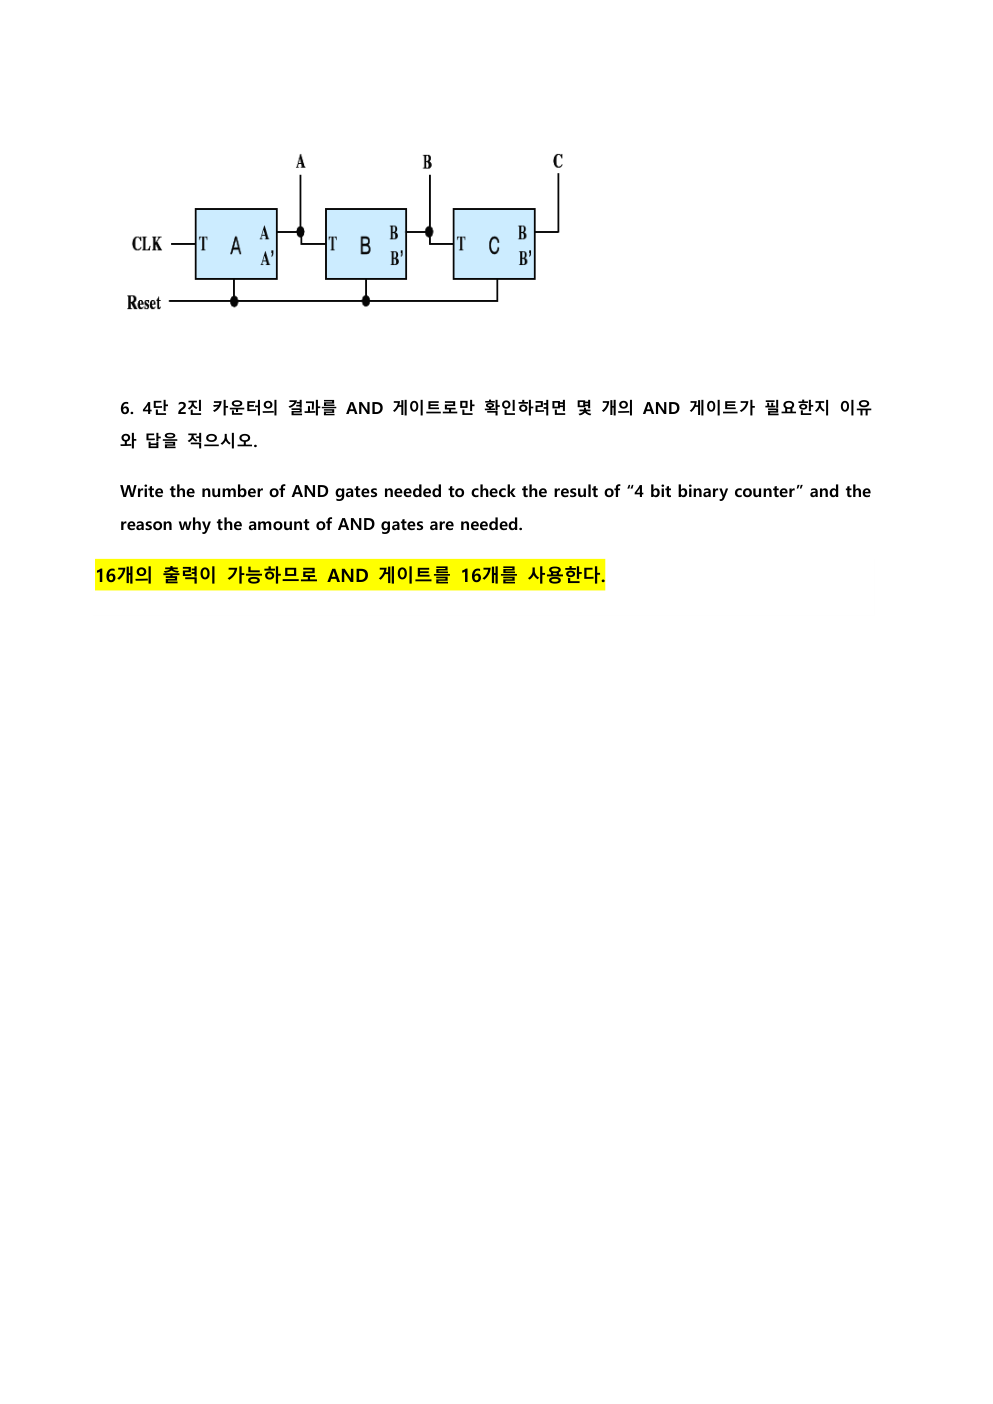 A B C
CLK T A A A' T B B B' T C B B'
Reset
6. 4단 2진 카운터의 결과를 AND 게이트로만 확인하려면 몇 개의 AND 게이트가 필요한지 이유
와 답을 적으시오.
Write the number of AND gates needed to check the result of “4 bit binary counter” and the
reason why the amount of AND gates are needed.
16개의 출력이 가능하므로 AND 게이트를 16개를 사용한다.